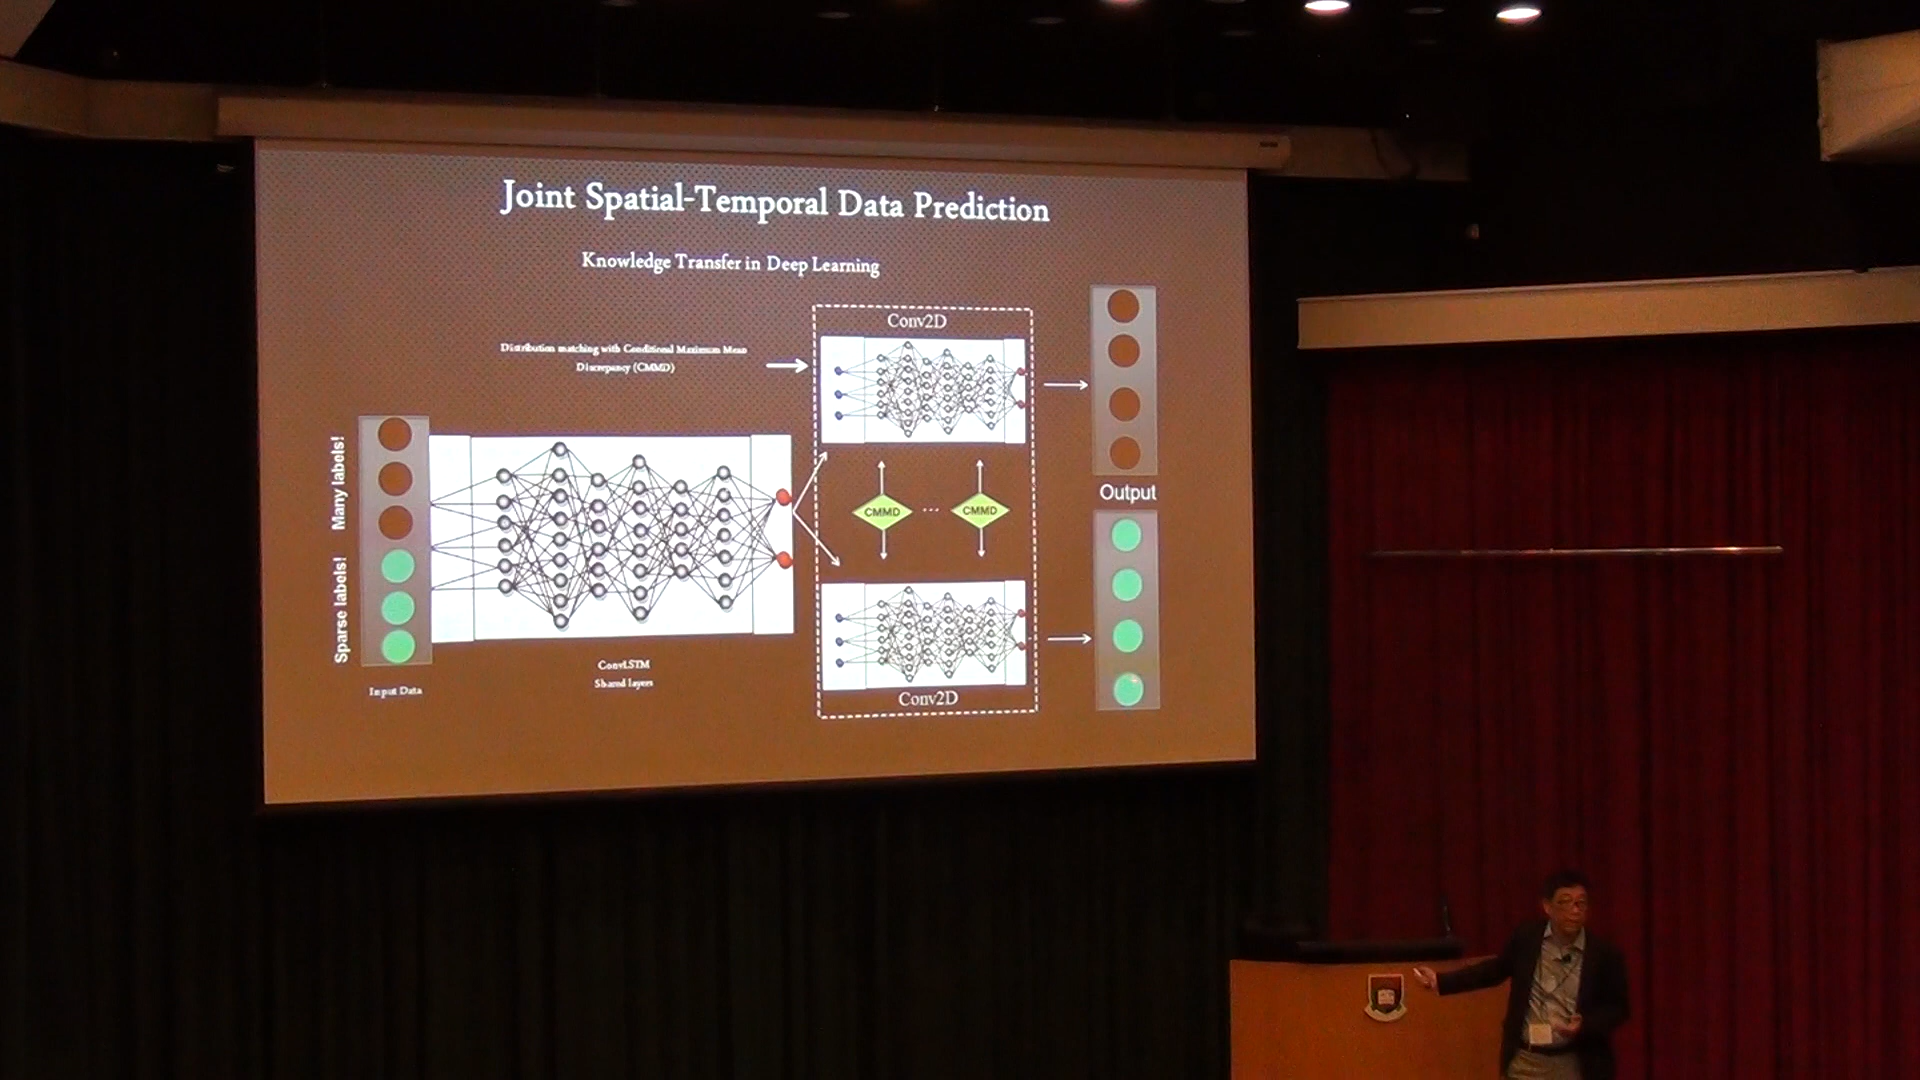 Joint Spatial-Temporal Data Prediction
Knowledge Transfer in Deep Learning
Distribution matching with Conditional Maximum Mean
Discrepancy (CMMD)
Conv2D
Many labels!
Sparse labels!
CMMD
...
CMMD
Output
Input Data
ConvLSTM
Shared layers
Conv2D